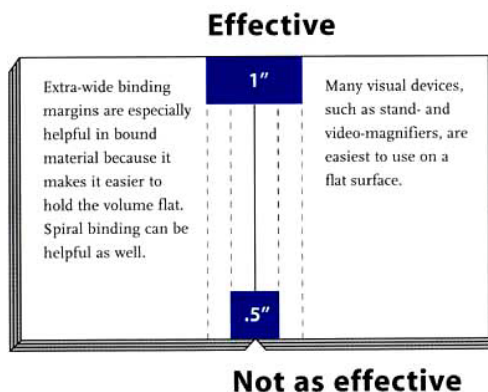 Effective
1”
Extra-wide binding
margins are especially
helpful in bound
material because it
makes it easier to
hold the volume flat.
Spiral binding can be
helpful as well.
Many visual devices,
such as stand- and
video-magnifiers, are
easiest to use on a
flat surface.
.5”
Not as effective